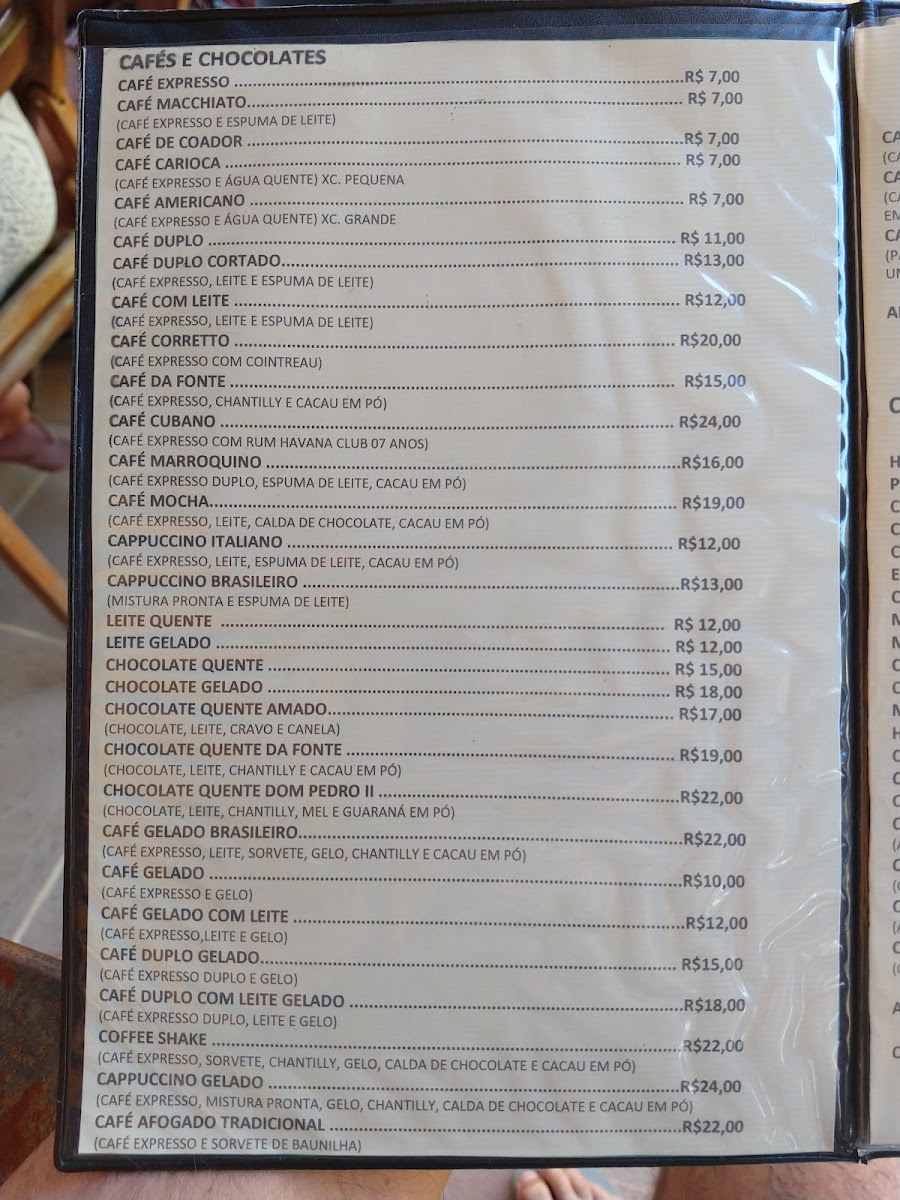 CAFÉS E CHOCOLATES
CAFÉ EXPRESSO ........ R$ 7,00
CAFÉ MACCHIATO........ R$ 7,00
(CAFÉ EXPRESSO E ESPUMA DE LEITE)
CAFÉ DE COADOR ........ R$ 7,00
CAFÉ CARIOCA ........ R$ 7,00
(CAFÉ EXPRESSO E ÁGUA QUENTE) XC. PEQUENA
CAFÉ AMERICANO ........ R$ 7,00
(CAFÉ EXPRESSO E ÁGUA QUENTE) XC. GRANDE
CAFÉ DUPLO ........ R$ 11,00
CAFÉ DUPLO CORTADO........ R$13,00
(CAFÉ EXPRESSO, LEITE E ESPUMA DE LEITE)
CAFÉ COM LEITE ........ R$12,00
(CAFÉ EXPRESSO, LEITE E ESPUMA DE LEITE)
CAFÉ CORRETTO ........ R$20,00
(CAFÉ EXPRESSO COM COINTREAU)
CAFÉ DA FONTE ........ R$15,00
(CAFÉ EXPRESSO, CHANTILLY E CACAU EM PÓ)
CAFÉ CUBANO ........ R$24,00
(CAFÉ EXPRESSO COM RUM HAVANA CLUB 07 ANOS)
CAFÉ MARROQUINO ........ R$16,00
(CAFÉ EXPRESSO DUPLO, ESPUMA DE LEITE, CACAU EM PÓ)
CAFÉ MOCHA........ R$19,00
(CAFÉ EXPRESSO, LEITE, CALDA DE CHOCOLATE, CACAU EM PÓ)
CAPPUCCINO ITALIANO ........ R$12,00
(CAFÉ EXPRESSO, LEITE, ESPUMA DE LEITE, CACAU EM PÓ)
CAPPUCCINO BRASILEIRO ........ R$13,00
(MISTURA PRONTA E ESPUMA DE LEITE)
LEITE QUENTE ........ R$ 12,00
LEITE GELADO ........ R$ 12,00
CHOCOLATE QUENTE ........ R$ 15,00
CHOCOLATE GELADO ........ R$ 18,00
CHOCOLATE QUENTE AMADO........ R$17,00
(CHOCOLATE, LEITE, CRAVO E CANELA)
CHOCOLATE QUENTE DA FONTE ........ R$19,00
(CHOCOLATE, LEITE, CHANTILLY E CACAU EM PÓ)
CHOCOLATE QUENTE DOM PEDRO II ........ R$22,00
(CHOCOLATE, LEITE, CHANTILLY, MEL E GUARANÁ EM PÓ)
CAFÉ GELADO BRASILEIRO........ R$22,00
(CAFÉ EXPRESSO, LEITE, SORVETE, GELO, CHANTILLY E CACAU EM PÓ)
CAFÉ GELADO ........ R$10,00
(CAFÉ EXPRESSO E GELO)
CAFÉ GELADO COM LEITE ........ R$12,00
(CAFÉ EXPRESSO,LEITE E GELO)
CAFÉ DUPLO GELADO........ R$15,00
(CAFÉ EXPRESSO DUPLO E GELO)
CAFÉ DUPLO COM LEITE GELADO ........ R$18,00
(CAFÉ EXPRESSO DUPLO, LEITE E GELO)
COFFEE SHAKE ........ R$22,00
(CAFÉ EXPRESSO, SORVETE, CHANTILLY, GELO, CALDA DE CHOCOLATE E CACAU EM PÓ)
CAPPUCCINO GELADO ........ R$24,00
(CAFÉ EXPRESSO, MISTURA PRONTA, GELO, CHANTILLY, CALDA DE CHOCOLATE E CACAU EM PÓ)
CAFÉ AFOGADO TRADICIONAL ........ R$22,00
(CAFÉ EXPRESSO E SORVETE DE BAUNILHA)